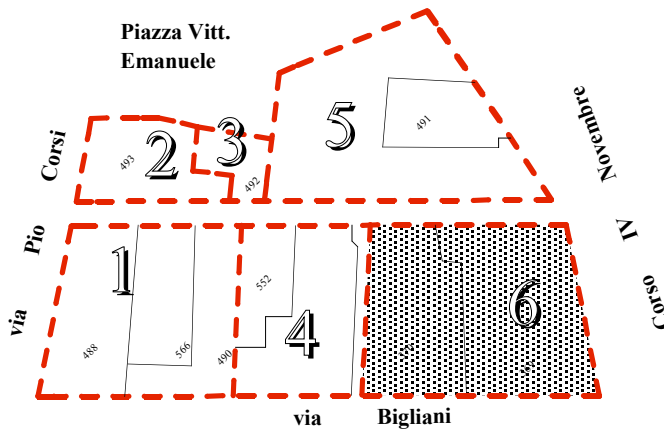 Piazza Vitt.
Emanuele
Corsi
Pio
via
Novembre
IV
Corso
1
2
3
4
5
6
493
492
491
488
566
490
552
via Bigliani